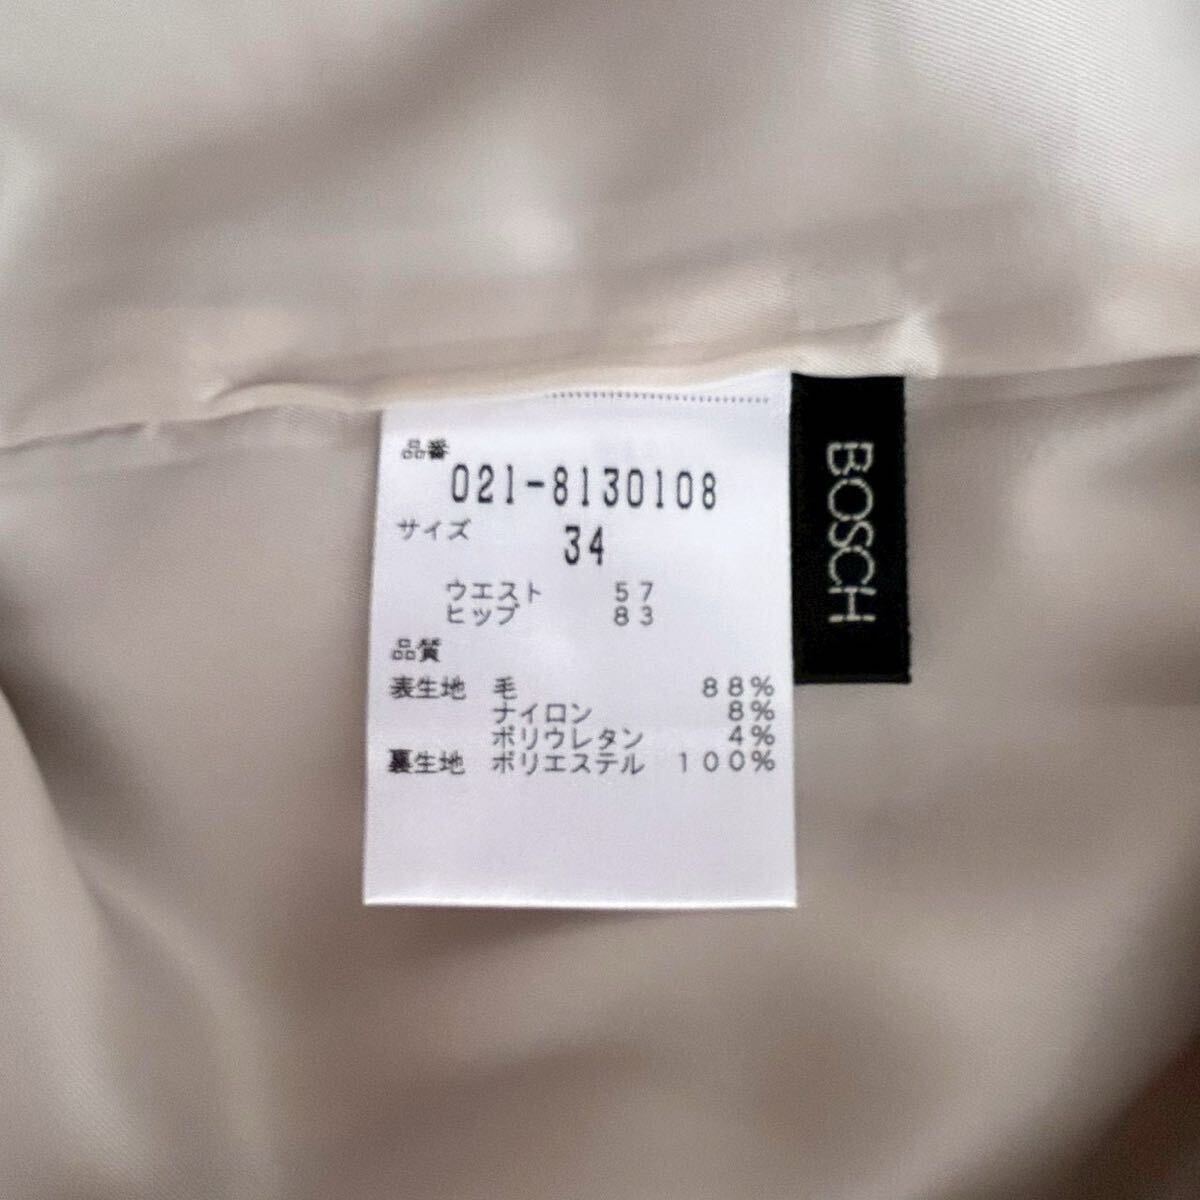 品番
021-8130108
サイズ
34
ウエスト 57
ヒップ 83
品質
表生地 毛 88%
ナイロン 8%
ポリウレタン 4%
裏生地 ポリエステル 100%
BOSCH